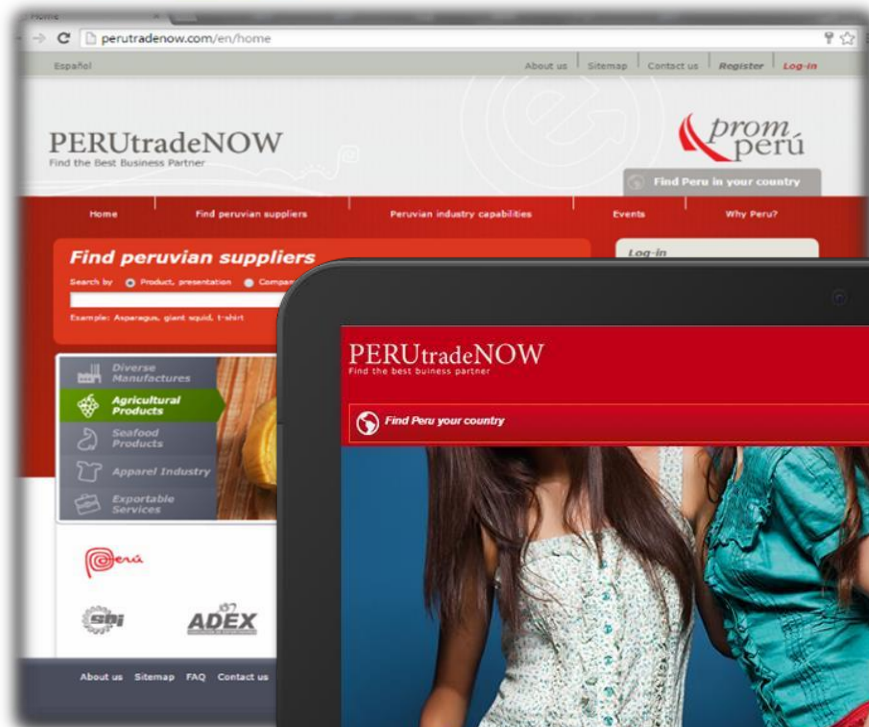 Home
perutradenow.com/en/home
Español
About us Sitemap Contact us Register Log-in
PERUtradeNOW
Find the Best Business Partner
prom
perú
Find Peru in your country
Home Find peruvian suppliers Peruvian industry capabilities Events Why Peru?
Find peruvian suppliers
Log-in
Search by Product, presentation
Example: Asparagus, giant squid, t-shirt
Diverse
Manufactures
Agricultural
Products
Seafood
Products
Apparel Industry
Exportable
Services
Perú
sni
ADEX
About us Sitemap FAQ Contact us
PERUtradeNOW
Find the best buiness partner
Find Peru your country